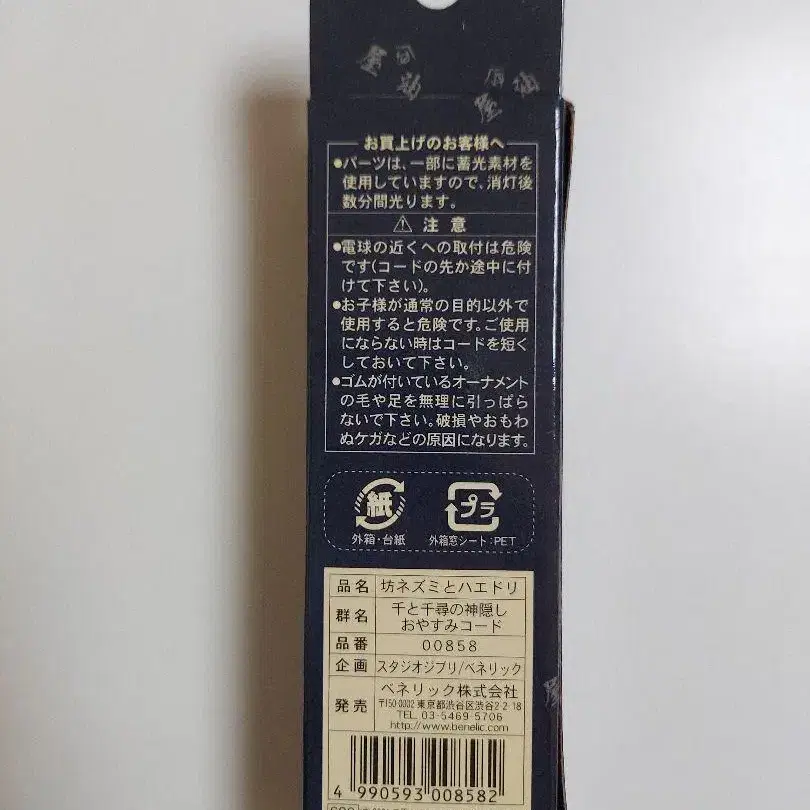 お買上げのお客様へ
●パーツは、一部に蓄光素材を
使用していますので、消灯後
数分間光ります。
⚠ 注意
●電球の近くへの取付は危険
です(コードの先か途中に付
けて下さい)。
●お子様が通常の目的以外で
使用すると危険です。ご使用
にならない時はコードを短く
しておいて下さい。
●ゴムが付いているオーナメント
の毛や足を無理に引っぱら
ないで下さい。破損やおもわ
ぬケガなどの原因になります。
紙 プラ
外箱・台紙 外箱窓シート:PET
品名 坊ネズミとハエドリ
群名 千と千尋の神隠し
おやすみコード
品番 00858
企画 スタジオジブリ/ベネリック
発売 ベネリック株式会社
〒150-0002 東京都渋谷区渋谷2-2-18
TEL. 03-5469-5706
http://www.benelic.com
4 990593 008582